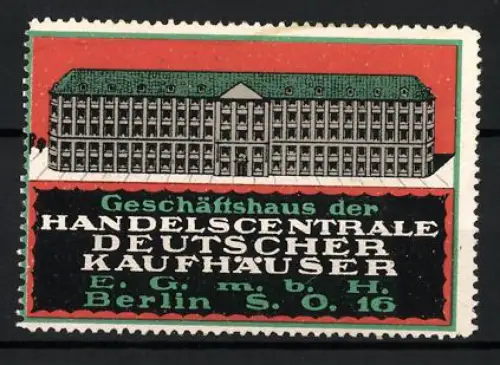 Geschäftshaus der
HANDELSCENTRALE
DEUTSCHER
KAUFHÄUSER
E. G. m. b. H.
Berlin S. O. 16